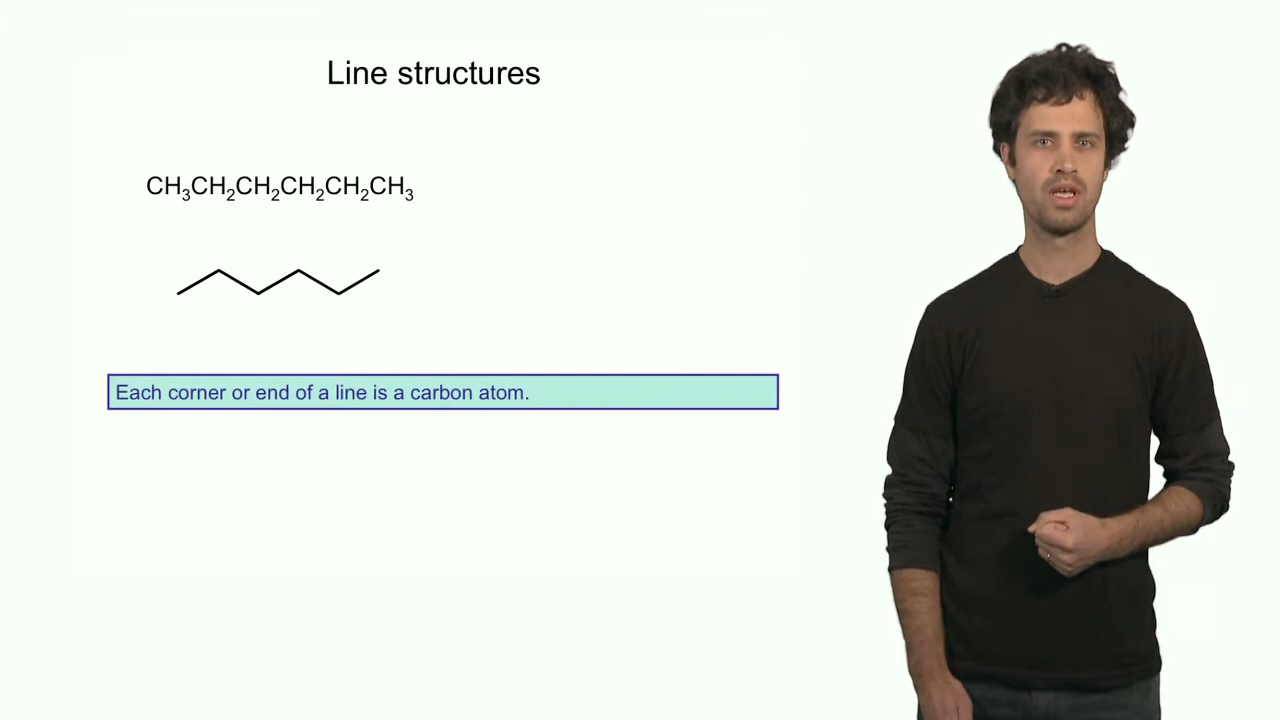 Line structures
CH₃CH₂CH₂CH₂CH₂CH₃
Each corner or end of a line is a carbon atom.